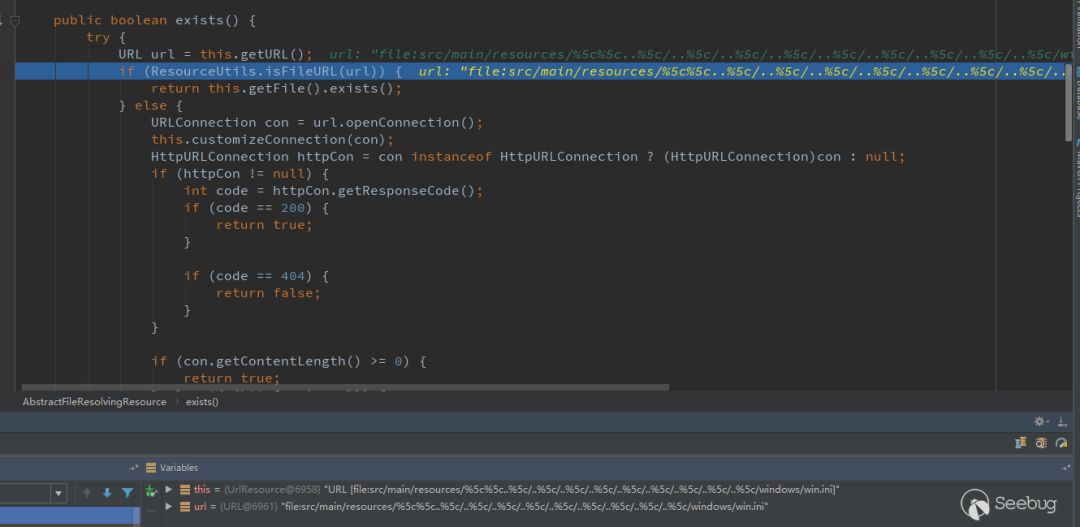 public boolean exists() {
try {
URL url = this.getURL(); url: "file:src/main/resources/%5c%5c..%5c/..%5c/..%5c/..%5c/..%5c/..%5c/..%5c/..%5c/..%5c/wi
if (ResourceUtils.isFileURL(url)) { url: "file:src/main/resources/%5c%5c..%5c/..%5c/..%5c/..%5c/..%5c/..%5c/..%5c/..%5c/..
return this.getFile().exists();
} else {
URLConnection con = url.openConnection();
this.customizeConnection(con);
HttpURLConnection httpCon = con instanceof HttpURLConnection ? (HttpURLConnection)con : null;
if (httpCon != null) {
int code = httpCon.getResponseCode();
if (code == 200) {
return true;
}
if (code == 404) {
return false;
}
}
if (con.getContentLength() >= 0) {
return true;
AbstractFileResolvingResource › exists()
Variables
this = {UrlResource@6958} "URL [file:src/main/resources/%5c%5c..%5c/..%5c/..%5c/..%5c/..%5c/..%5c/..%5c/..%5c/..%5c/windows/win.ini]"
url = {URL@6961} "file:src/main/resources/%5c%5c..%5c/..%5c/..%5c/..%5c/..%5c/..%5c/..%5c/..%5c/..%5c/windows/win.ini"
Seebug